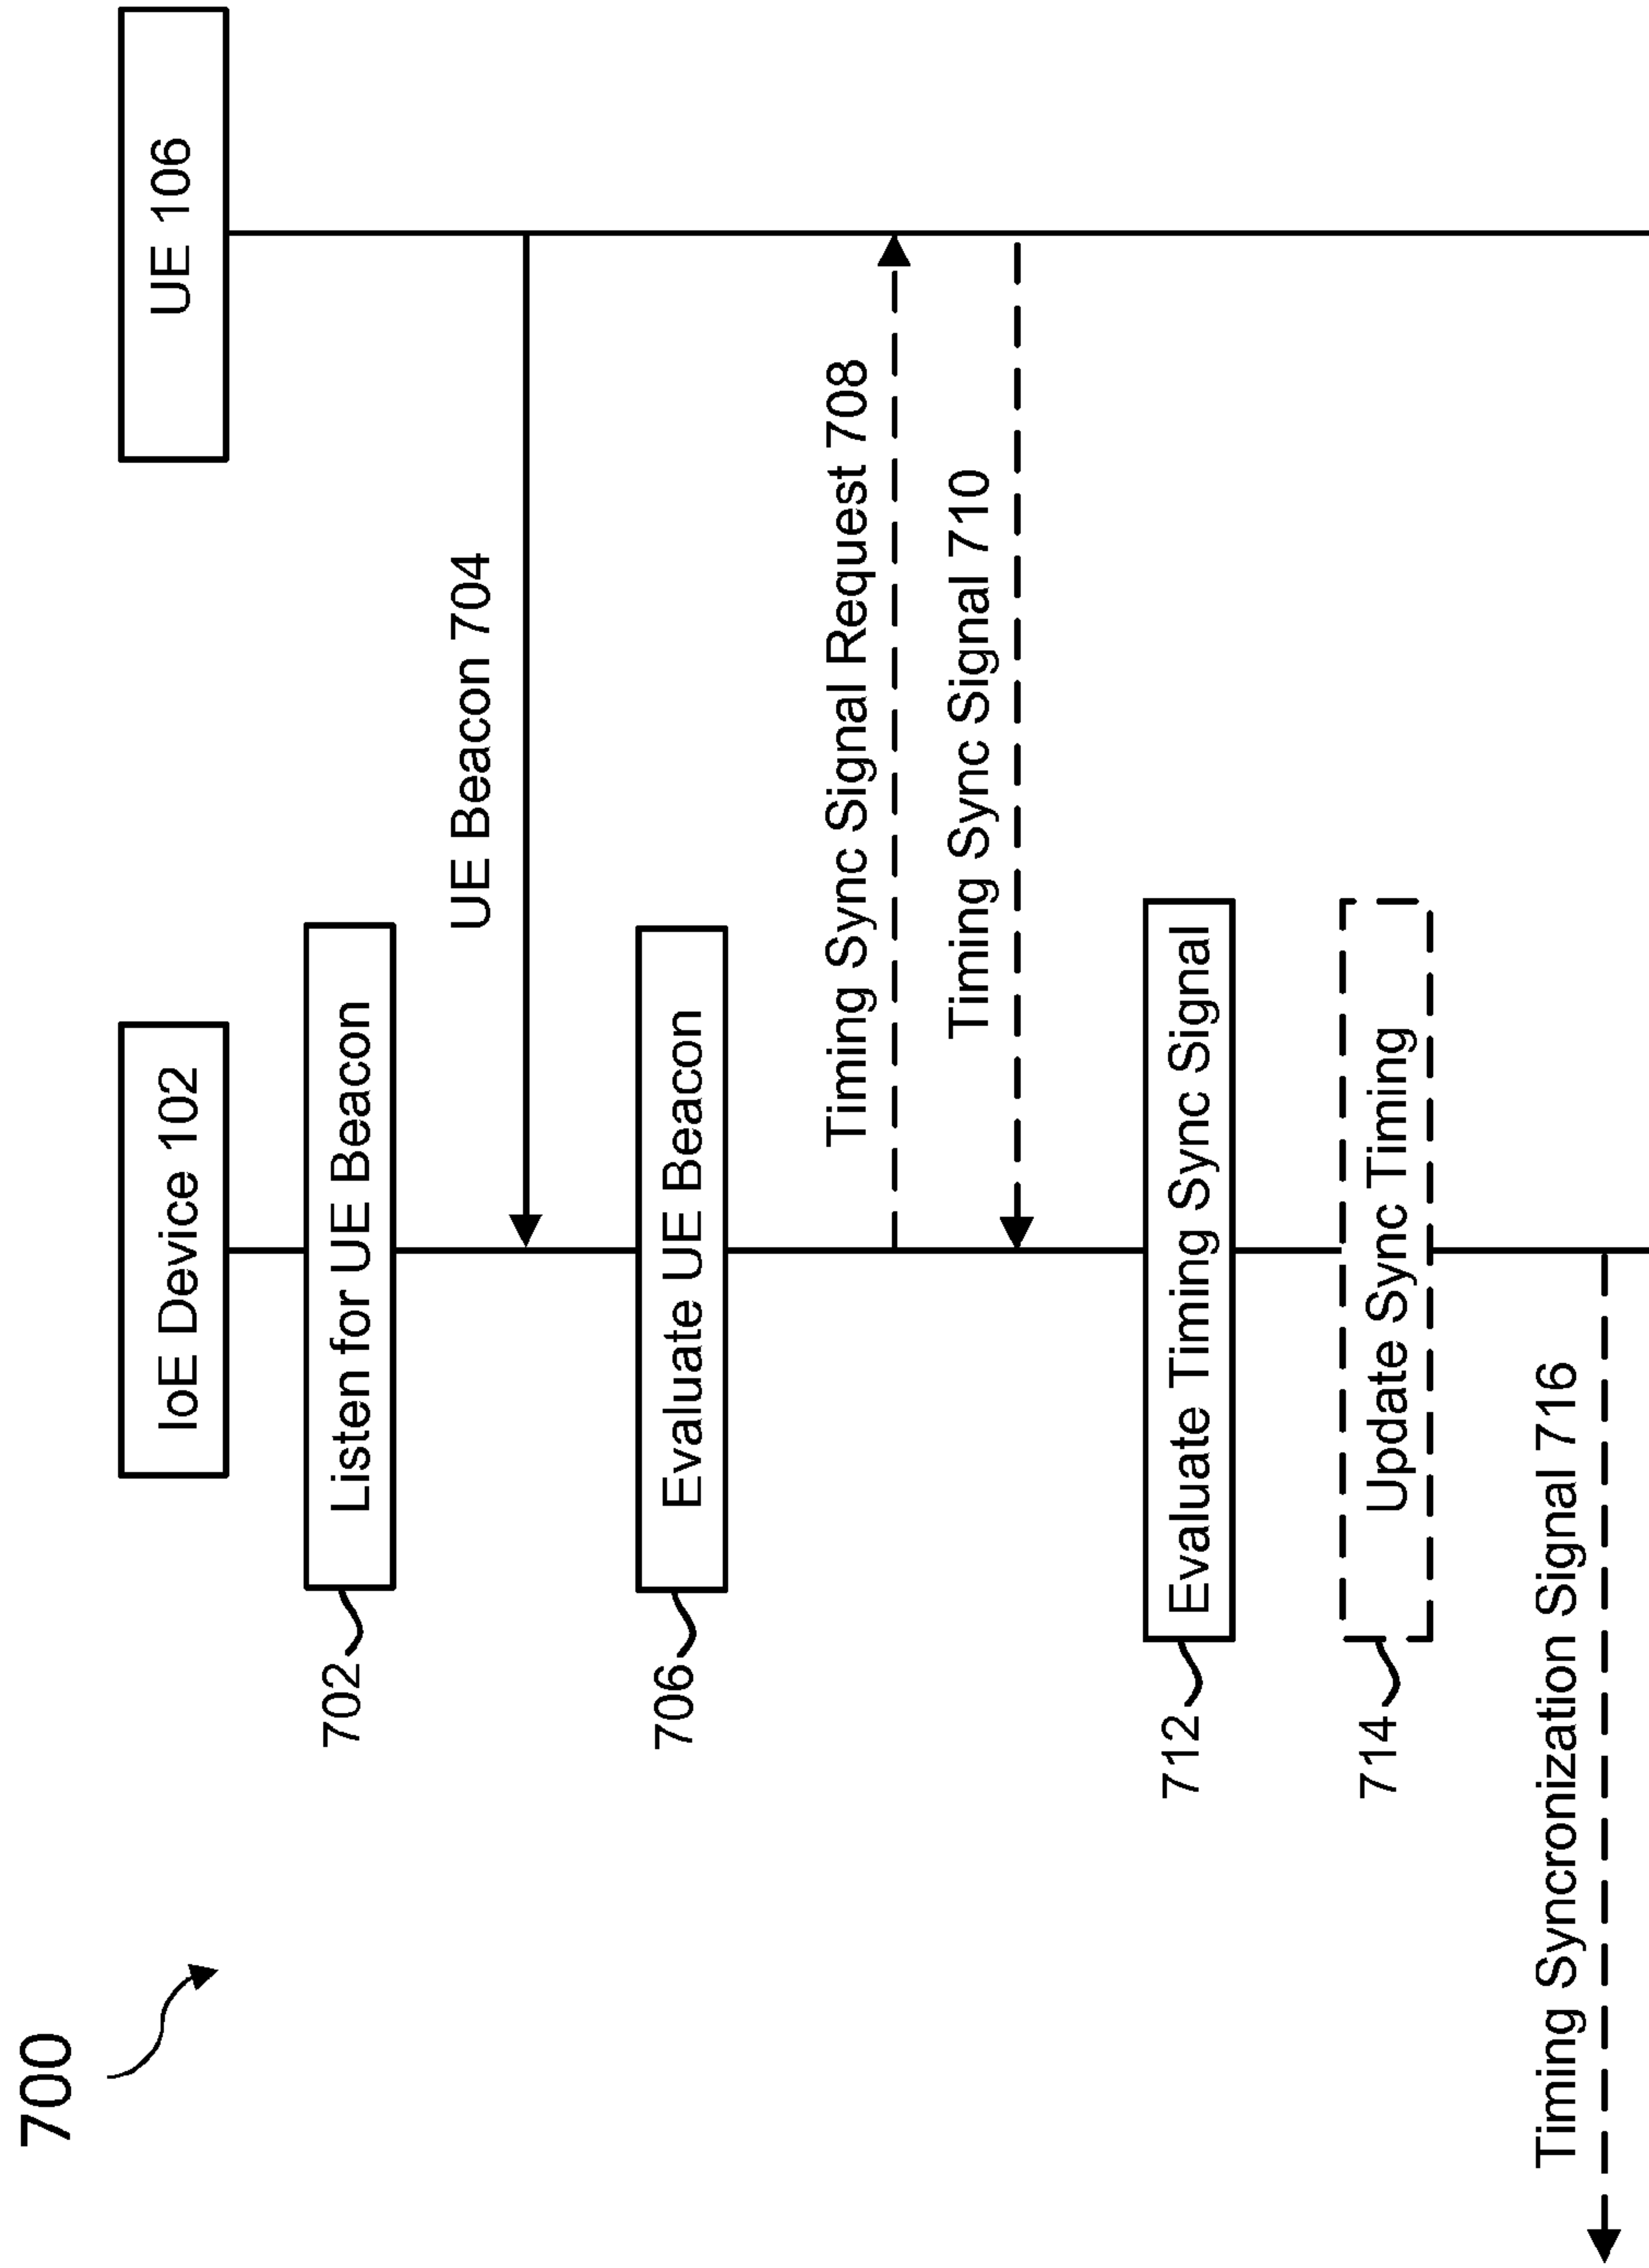 700
IoE Device 102
UE 106
702
Listen for UE Beacon
UE Beacon 704
706
Evaluate UE Beacon
Timing Sync Signal Request 708
Timing Sync Signal 710
712
Evaluate Timing Sync Signal
714
Update Sync Timing
Timing Syncronization Signal 716